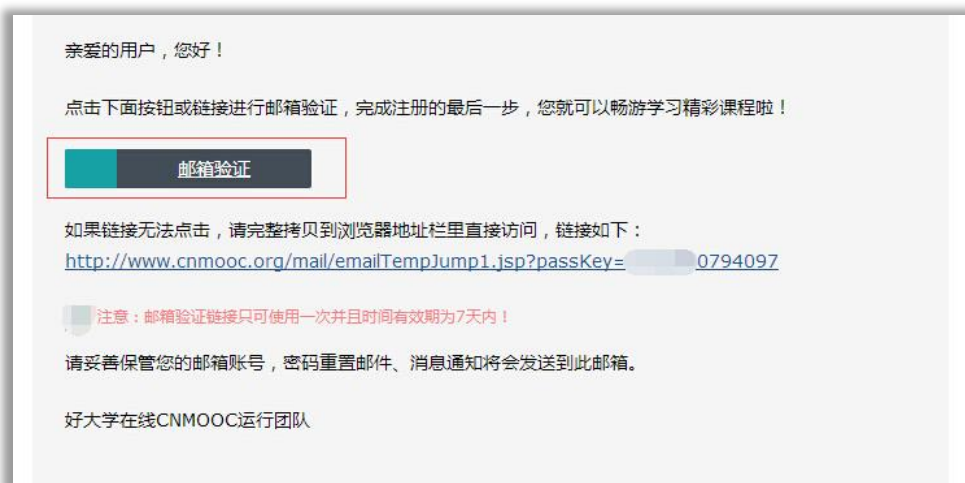 亲爱的用户，您好！
点击下面按钮或链接进行邮箱验证，完成注册的最后一步，您就可以畅游学习精彩课程啦！
邮箱验证
如果链接无法点击，请完整拷贝到浏览器地址栏里直接访问，链接如下：
http://www.cnmooc.org/mail/emailTempJump1.jsp?passKey= 0794097
注意：邮箱验证链接只可使用一次并且时间有效期为7天内！
请妥善保管您的邮箱账号，密码重置邮件、消息通知将会发送到此邮箱。
好大学在线CNMOOC运行团队